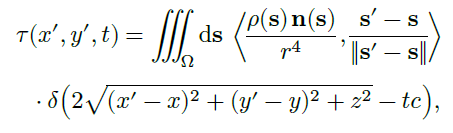 τ(x′, y′, t) = ∭_Ω ds ⟨ρ(s) n(s) / r⁴ , (s′ − s) / ‖s′ − s‖⟩
· δ(2√((x′ − x)² + (y′ − y)² + z²) − tc),